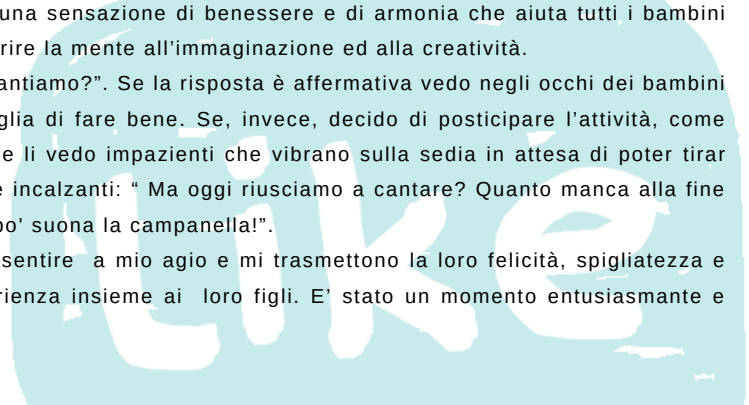 una sensazione di benessere e di armonia che aiuta tutti i bambini
rire la mente all'immaginazione ed alla creatività.
antiamo?". Se la risposta è affermativa vedo negli occhi dei bambini
glia di fare bene. Se, invece, decido di posticipare l'attività, come
e li vedo impazienti che vibrano sulla sedia in attesa di poter tirar
e incalzanti: “ Ma oggi riusciamo a cantare? Quanto manca alla fine
po' suona la campanella!”.
sentire  a mio agio e mi trasmettono la loro felicità, spigliatezza e
rienza insieme ai  loro figli. E' stato un momento entusiasmante e
like